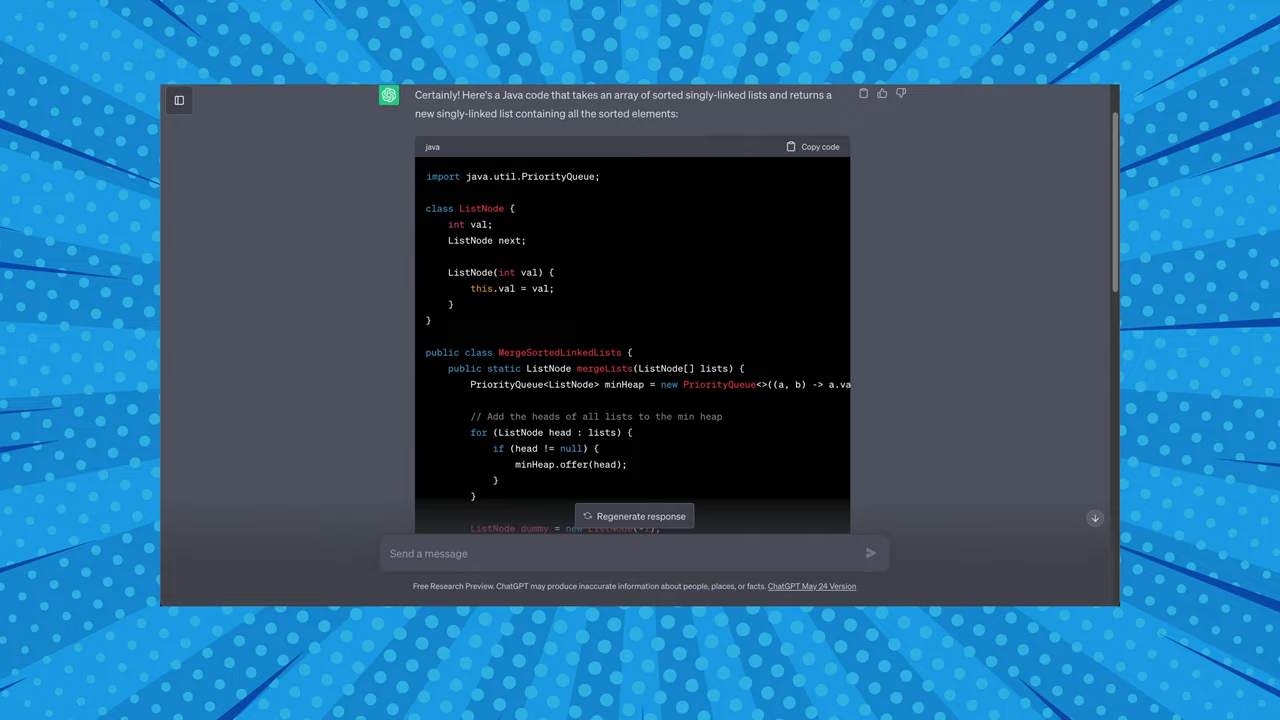 Certainly! Here's a Java code that takes an array of sorted singly-linked lists and returns a
new singly-linked list containing all the sorted elements:
java Copy code
import java.util.PriorityQueue;
class ListNode {
int val;
ListNode next;
ListNode(int val) {
this.val = val;
}
}
public class MergeSortedLinkedLists {
public static ListNode mergeLists(ListNode[] lists) {
PriorityQueue<ListNode> minHeap = new PriorityQueue<>((a, b) -> a.va
// Add the heads of all lists to the min heap
for (ListNode head : lists) {
if (head != null) {
minHeap.offer(head);
}
}
ListNode dummy = new
Regenerate response
Send a message
Free Research Preview. ChatGPT may produce inaccurate information about people, places, or facts. ChatGPT May 24 Version